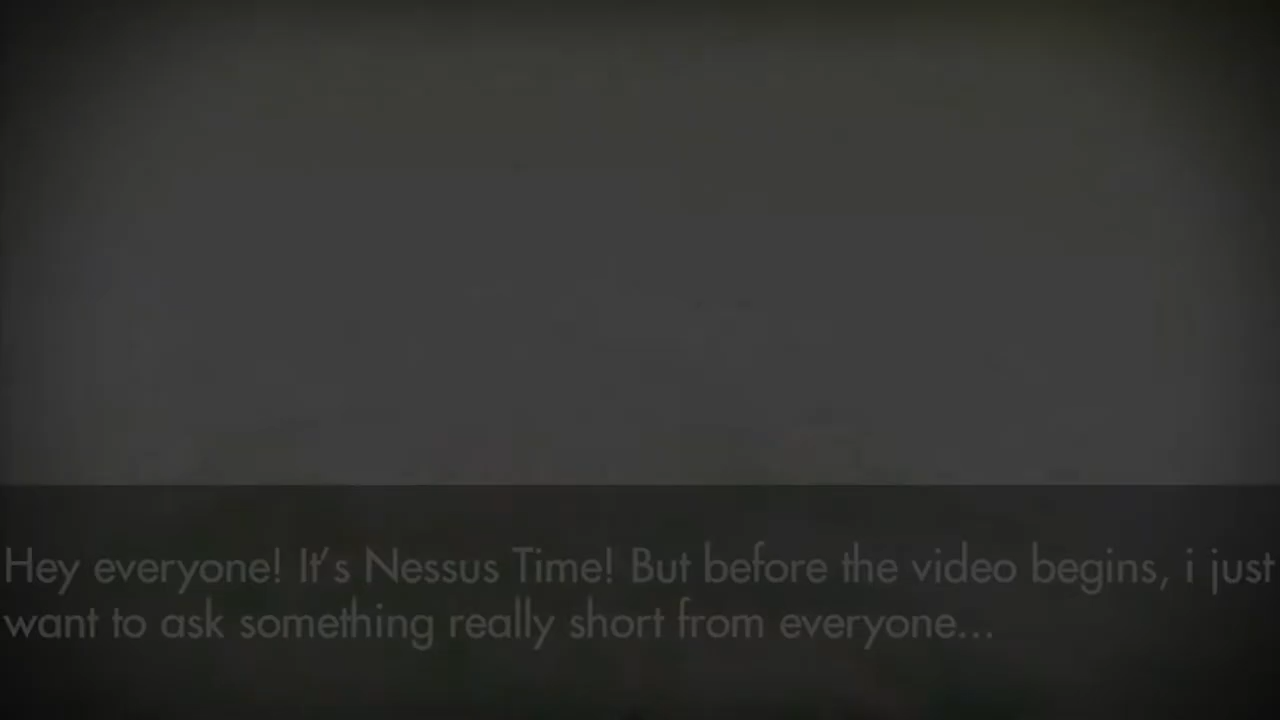 Hey everyone! It's Nessus Time! But before the video begins, i just
want to ask something really short from everyone...